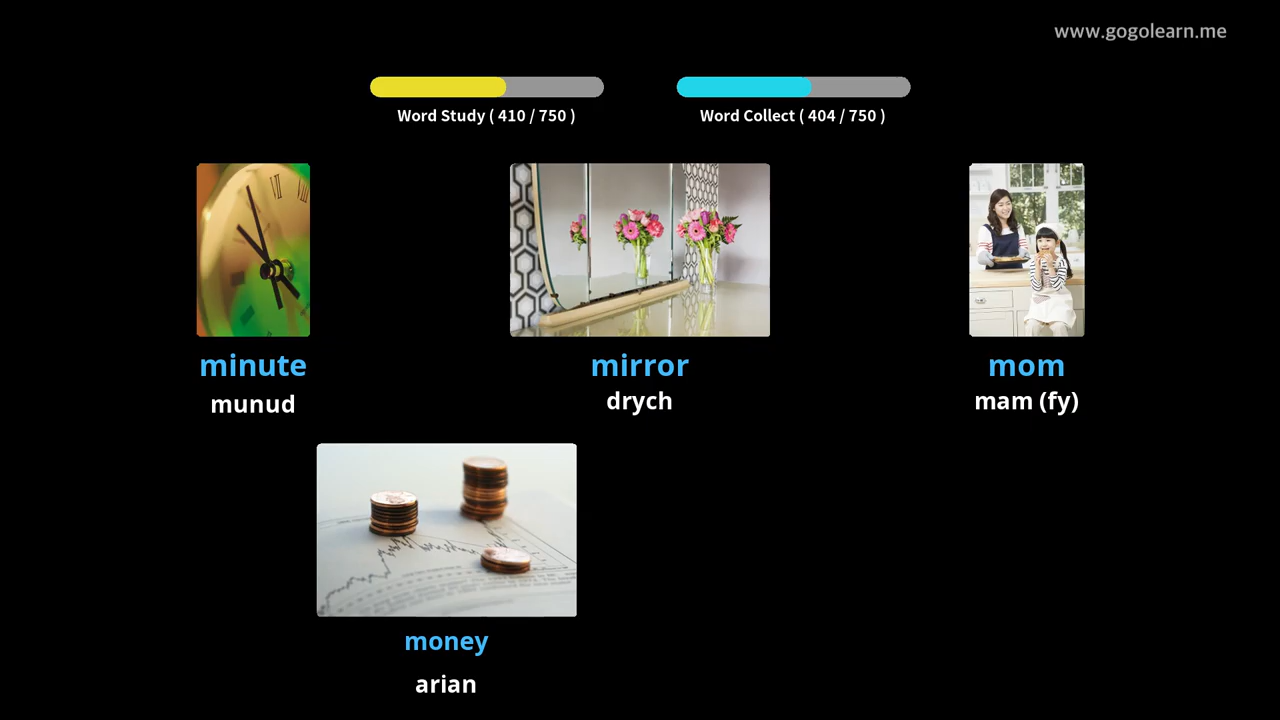 www.gogolearn.me
Word Study ( 410 / 750 )
Word Collect ( 404 / 750 )
minute
munud
mirror
drych
mom
mam (fy)
money
arian